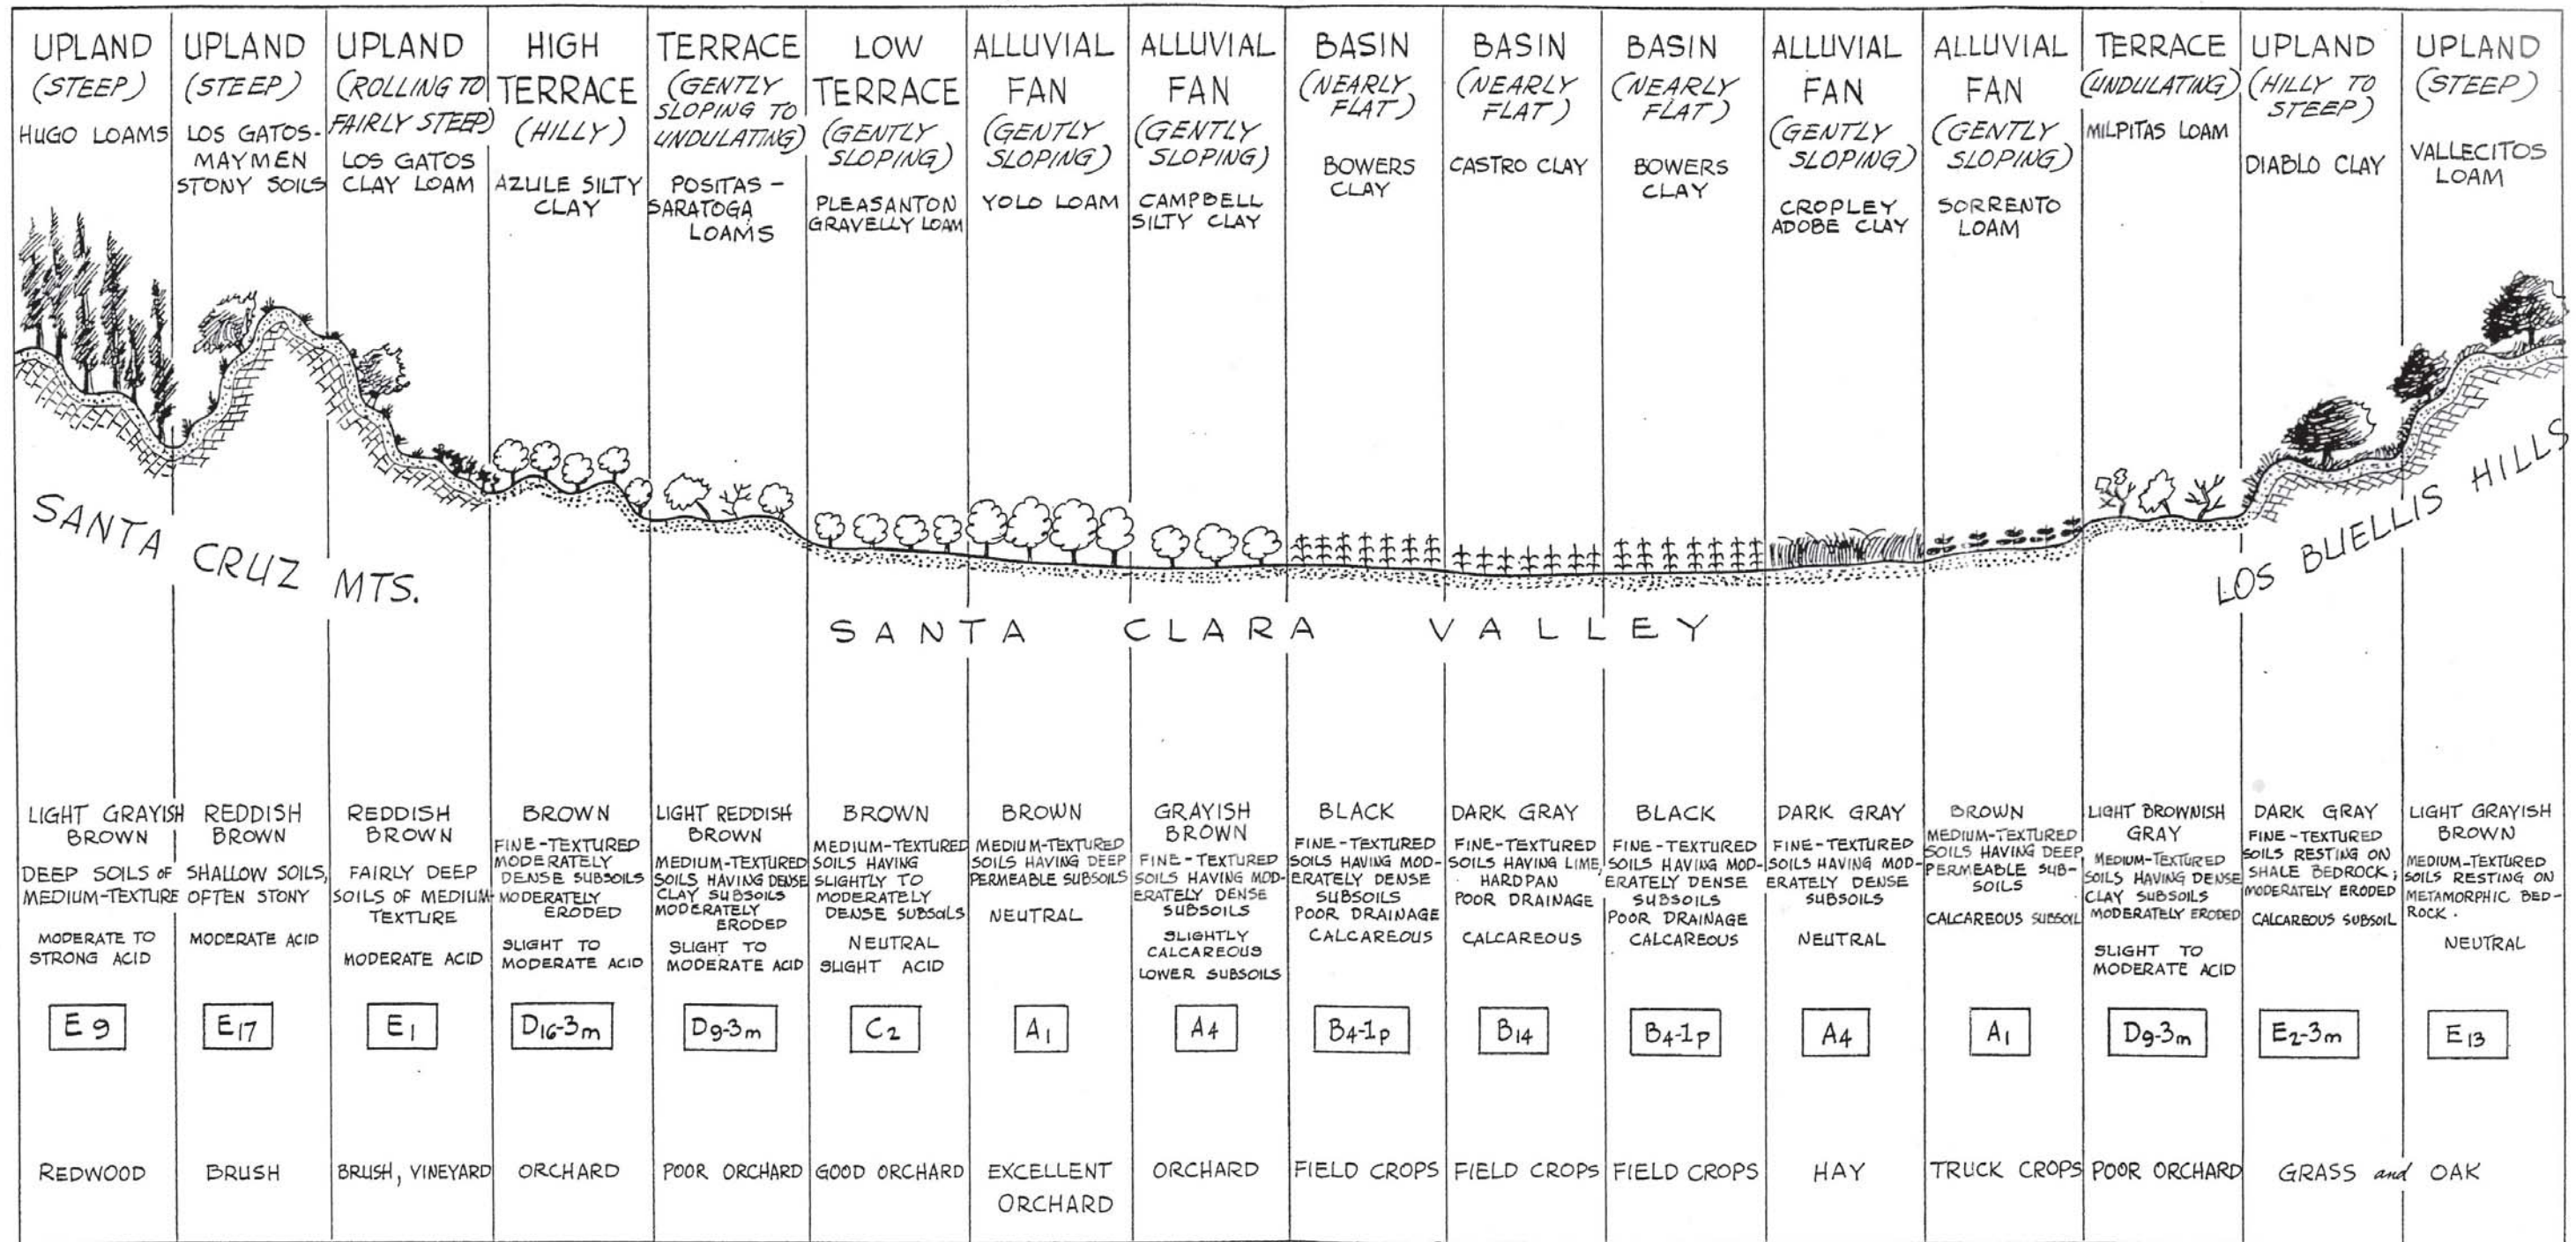 UPLAND
(STEEP)
HUGO LOAMS
UPLAND
(STEEP)
LOS GATOS-
MAYMEN
STONY SOILS
UPLAND
(ROLLING TO
FAIRLY STEEP)
LOS GATOS
CLAY LOAM
HIGH
TERRACE
(HILLY)
AZULE SILTY
CLAY
TERRACE
(GENTLY
SLOPING TO
UNDULATING)
POSITAS -
SARATOGA
LOAMS
LOW
TERRACE
(GENTLY
SLOPING)
PLEASANTON
GRAVELLY LOAM
ALLUVIAL
FAN
(GENTLY
SLOPING)
YOLO LOAM
ALLUVIAL
FAN
(GENTLY
SLOPING)
CAMPBELL
SILTY CLAY
BASIN
(NEARLY
FLAT)
BOWERS
CLAY
BASIN
(NEARLY
FLAT)
CASTRO CLAY
BASIN
(NEARLY
FLAT)
BOWERS
CLAY
ALLUVIAL
FAN
(GENTLY
SLOPING)
CROPLEY
ADOBE CLAY
ALLUVIAL
FAN
(GENTLY
SLOPING)
SORRENTO
LOAM
TERRACE
(UNDULATING)
MILPITAS LOAM
UPLAND
(HILLY TO
STEEP)
DIABLO CLAY
UPLAND
(STEEP)
VALLECITOS
LOAM
SANTA CRUZ MTS.
SANTA CLARA VALLEY
LOS BUELLIS HILLS
LIGHT GRAYISH
BROWN
DEEP SOILS OF
MEDIUM-TEXTURE
MODERATE TO
STRONG ACID
E9
REDWOOD
REDDISH
BROWN
SHALLOW SOILS,
OFTEN STONY
MODERATE ACID
E17
BRUSH
REDDISH
BROWN
FAIRLY DEEP
SOILS OF MEDIUM-
TEXTURE
MODERATE ACID
E1
BRUSH, VINEYARD
BROWN
FINE-TEXTURED
MODERATELY
DENSE SUBSOILS
MODERATELY
ERODED
SLIGHT TO
MODERATE ACID
D16-3m
ORCHARD
LIGHT REDDISH
BROWN
MEDIUM-TEXTURED
SOILS HAVING DENSE
CLAY SUBSOILS
MODERATELY
ERODED
SLIGHT TO
MODERATE ACID
D9-3m
POOR ORCHARD
BROWN
MEDIUM-TEXTURED
SOILS HAVING
SLIGHTLY TO
MODERATELY
DENSE SUBSOILS
NEUTRAL
SLIGHT ACID
C2
GOOD ORCHARD
BROWN
MEDIUM-TEXTURED
SOILS HAVING DEEP
PERMEABLE SUBSOILS
NEUTRAL
A1
EXCELLENT
ORCHARD
GRAYISH
BROWN
FINE-TEXTURED
SOILS HAVING MOD-
ERATELY DENSE
SUBSOILS
SLIGHTLY
CALCAREOUS
LOWER SUBSOILS
A4
ORCHARD
BLACK
FINE-TEXTURED
SOILS HAVING MOD-
ERATELY DENSE
SUBSOILS
POOR DRAINAGE
CALCAREOUS
B4-1p
FIELD CROPS
DARK GRAY
FINE-TEXTURED
SOILS HAVING LIME,
HARDPAN
POOR DRAINAGE
CALCAREOUS
B14
FIELD CROPS
BLACK
FINE-TEXTURED
SOILS HAVING MOD-
ERATELY DENSE
SUBSOILS
POOR DRAINAGE
CALCAREOUS
B4-1p
FIELD CROPS
DARK GRAY
FINE-TEXTURED
SOILS HAVING MOD-
ERATELY DENSE
SUBSOILS
NEUTRAL
A4
HAY
BROWN
MEDIUM-TEXTURED
SOILS HAVING DEEP
PERMEABLE SUB-
SOILS
CALCAREOUS SUBSOIL
A1
TRUCK CROPS
LIGHT BROWNISH
GRAY
MEDIUM-TEXTURED
SOILS HAVING DENSE
CLAY SUBSOILS
MODERATELY ERODED
SLIGHT TO
MODERATE ACID
D9-3m
POOR ORCHARD
DARK GRAY
FINE-TEXTURED
SOILS RESTING ON
SHALE BEDROCK;
MODERATELY ERODED
CALCAREOUS SUBSOIL
E2-3m
LIGHT GRAYISH
BROWN
MEDIUM-TEXTURED
SOILS RESTING ON
METAMORPHIC BED-
ROCK.
NEUTRAL
E13
GRASS and OAK